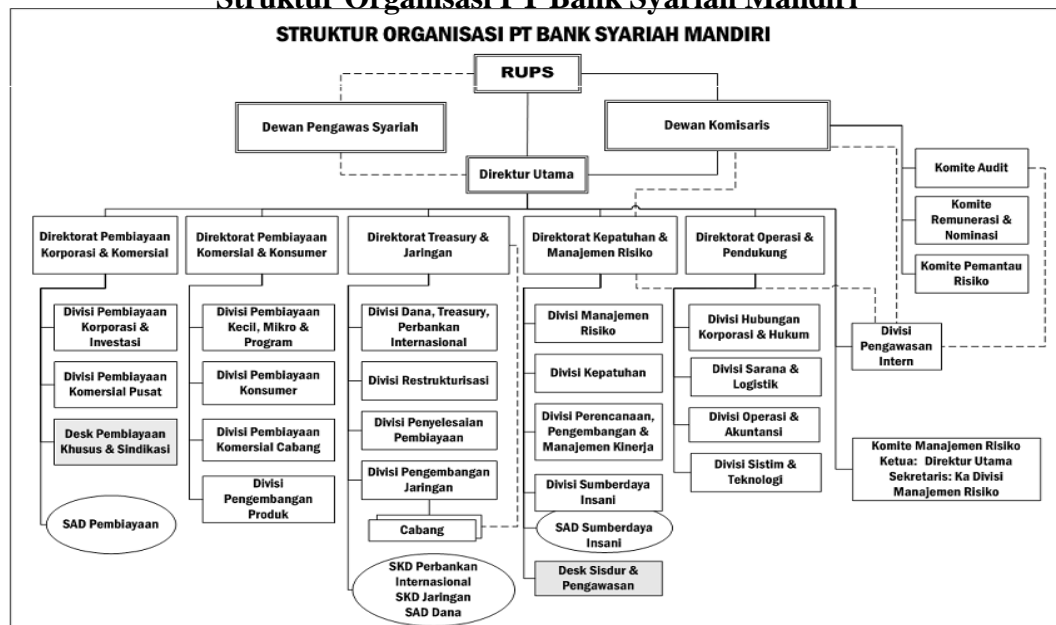 Struktur Organisasi PT Bank Syariah Mandiri
STRUKTUR ORGANISASI PT BANK SYARIAH MANDIRI
RUPS
Dewan Pengawas Syariah
Dewan Komisaris
Direktur Utama
Komite Audit
Komite
Remunerasi &
Nominasi
Komite Pemantau
Risiko
Direktorat Pembiayaan
Korporasi & Komersial
Direktorat Pembiayaan
Komersial & Konsumer
Direktorat Treasury &
Jaringan
Direktorat Kepatuhan &
Manajemen Risiko
Direktorat Operasi &
Pendukung
Divisi Pembiayaan
Korporasi &
Investasi
Divisi Pembiayaan
Komersial Pusat
Desk Pembiayaan
Khusus & Sindikasi
SAD Pembiayaan
Divisi Pembiayaan
Kecil, Mikro &
Program
Divisi Pembiayaan
Konsumer
Divisi Pembiayaan
Komersial Cabang
Divisi
Pengembangan
Produk
Divisi Dana, Treasury,
Perbankan
Internasional
Divisi Restrukturisasi
Divisi Penyelesaian
Pembiayaan
Divisi Pengembangan
Jaringan
Cabang
SKD Perbankan
Internasional
SKD Jaringan
SAD Dana
Divisi Manajemen
Risiko
Divisi Kepatuhan
Divisi Perencanaan,
Pengembangan &
Manajemen Kinerja
Divisi Sumberdaya
Insani
SAD Sumberdaya
Insani
Desk Sisdur &
Pengawasan
Divisi Hubungan
Korporasi & Hukum
Divisi Sarana &
Logistik
Divisi Operasi &
Akuntansi
Divisi Sistim &
Teknologi
Divisi
Pengawasan
Intern
Komite Manajemen Risiko
Ketua: Direktur Utama
Sekretaris: Ka Divisi
Manajemen Risiko